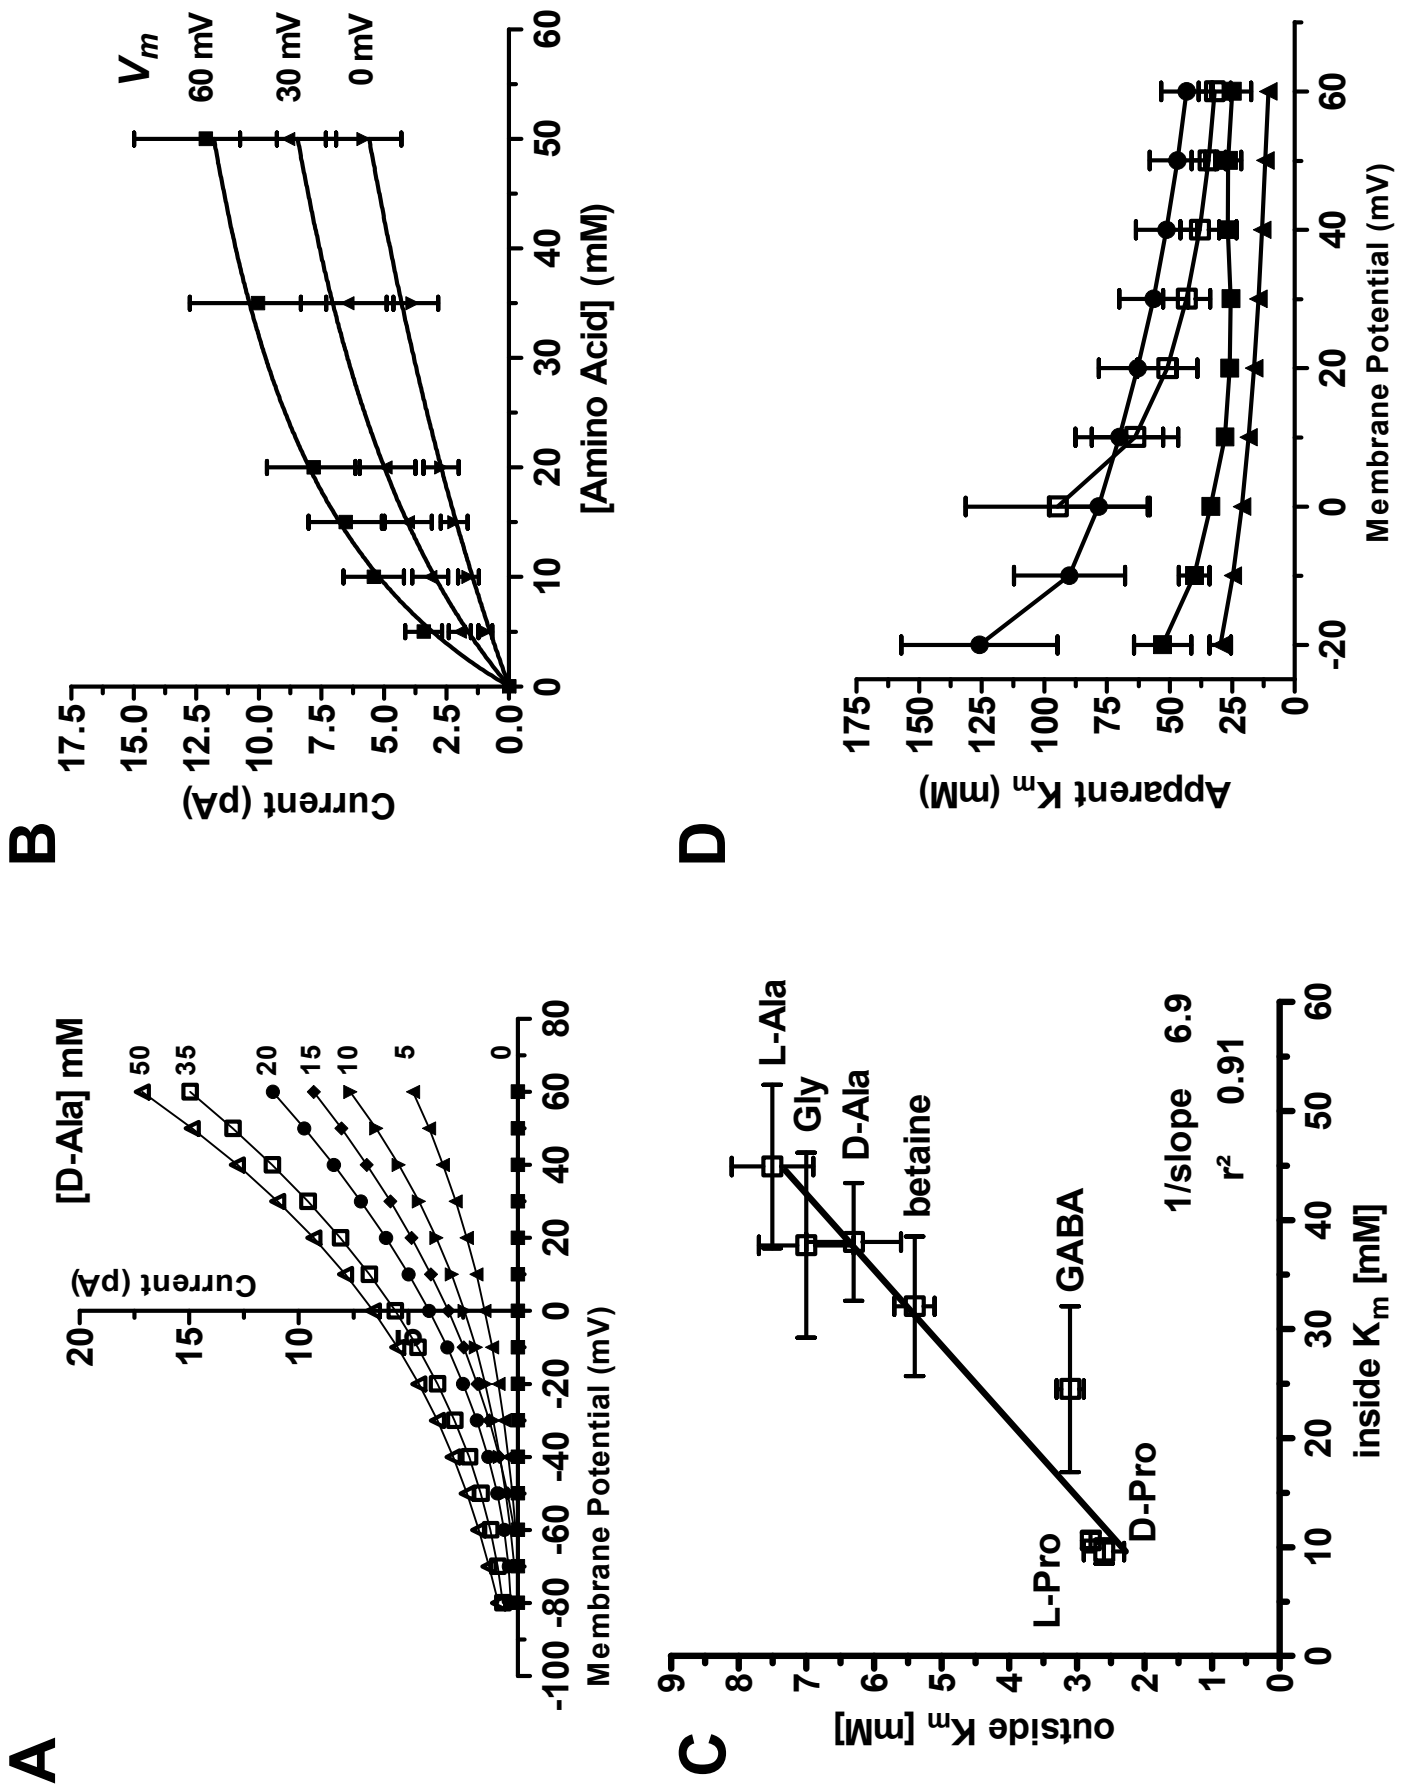 A
[D-Ala] mM
50
35
20
15
10
5
0
Current (pA)
20
15
10
5
-100 -80 -60 -40 -20 0 20 40 60 80
Membrane Potential (mV)
B
Vm
60 mV
30 mV
0 mV
Current (pA)
17.5
15.0
12.5
10.0
7.5
5.0
2.5
0.0
0 10 20 30 40 50 60
[Amino Acid] (mM)
C
outside Km [mM]
9
8
7
6
5
4
3
2
1
0
L-Ala
Gly
D-Ala
betaine
GABA
L-Pro
D-Pro
1/slope 6.9
r² 0.91
0 10 20 30 40 50 60
inside Km [mM]
D
Apparent Km (mM)
175
150
125
100
75
50
25
0
-20 0 20 40 60
Membrane Potential (mV)